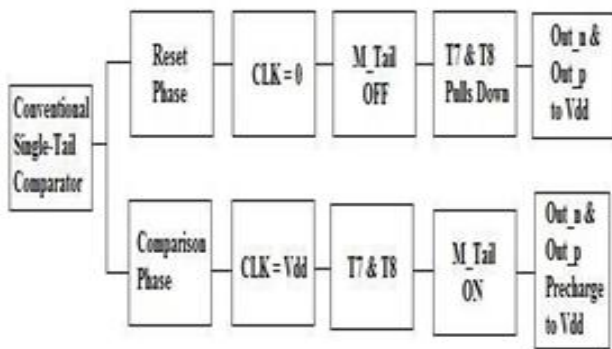 Conventional
Single-Tail
Comparator
Reset
Phase
CLK = 0
M_Tail
OFF
T7 & T8
Pulls Down
Out_n &
Out_p
to Vdd
Comparison
Phase
CLK = Vdd
T7 & T8
M_Tail
ON
Out_n &
Out_p
Precharge
to Vdd